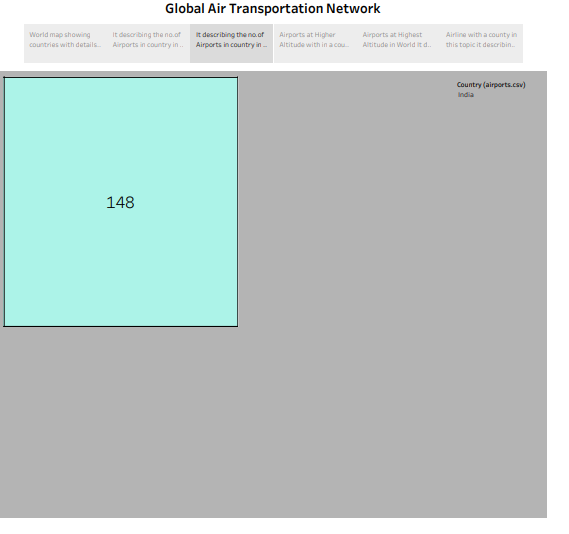 Global Air Transportation Network
World map showing
countries with details..
It describing the no.of
Airports in country in ..
It describing the no.of
Airports in country in ...
Airports at Higher
Altitude with in a cou..
Airports at Highest
Altitude in World It d..
Airline with a county in
this topic it describin..
Country (airports.csv)
India
148